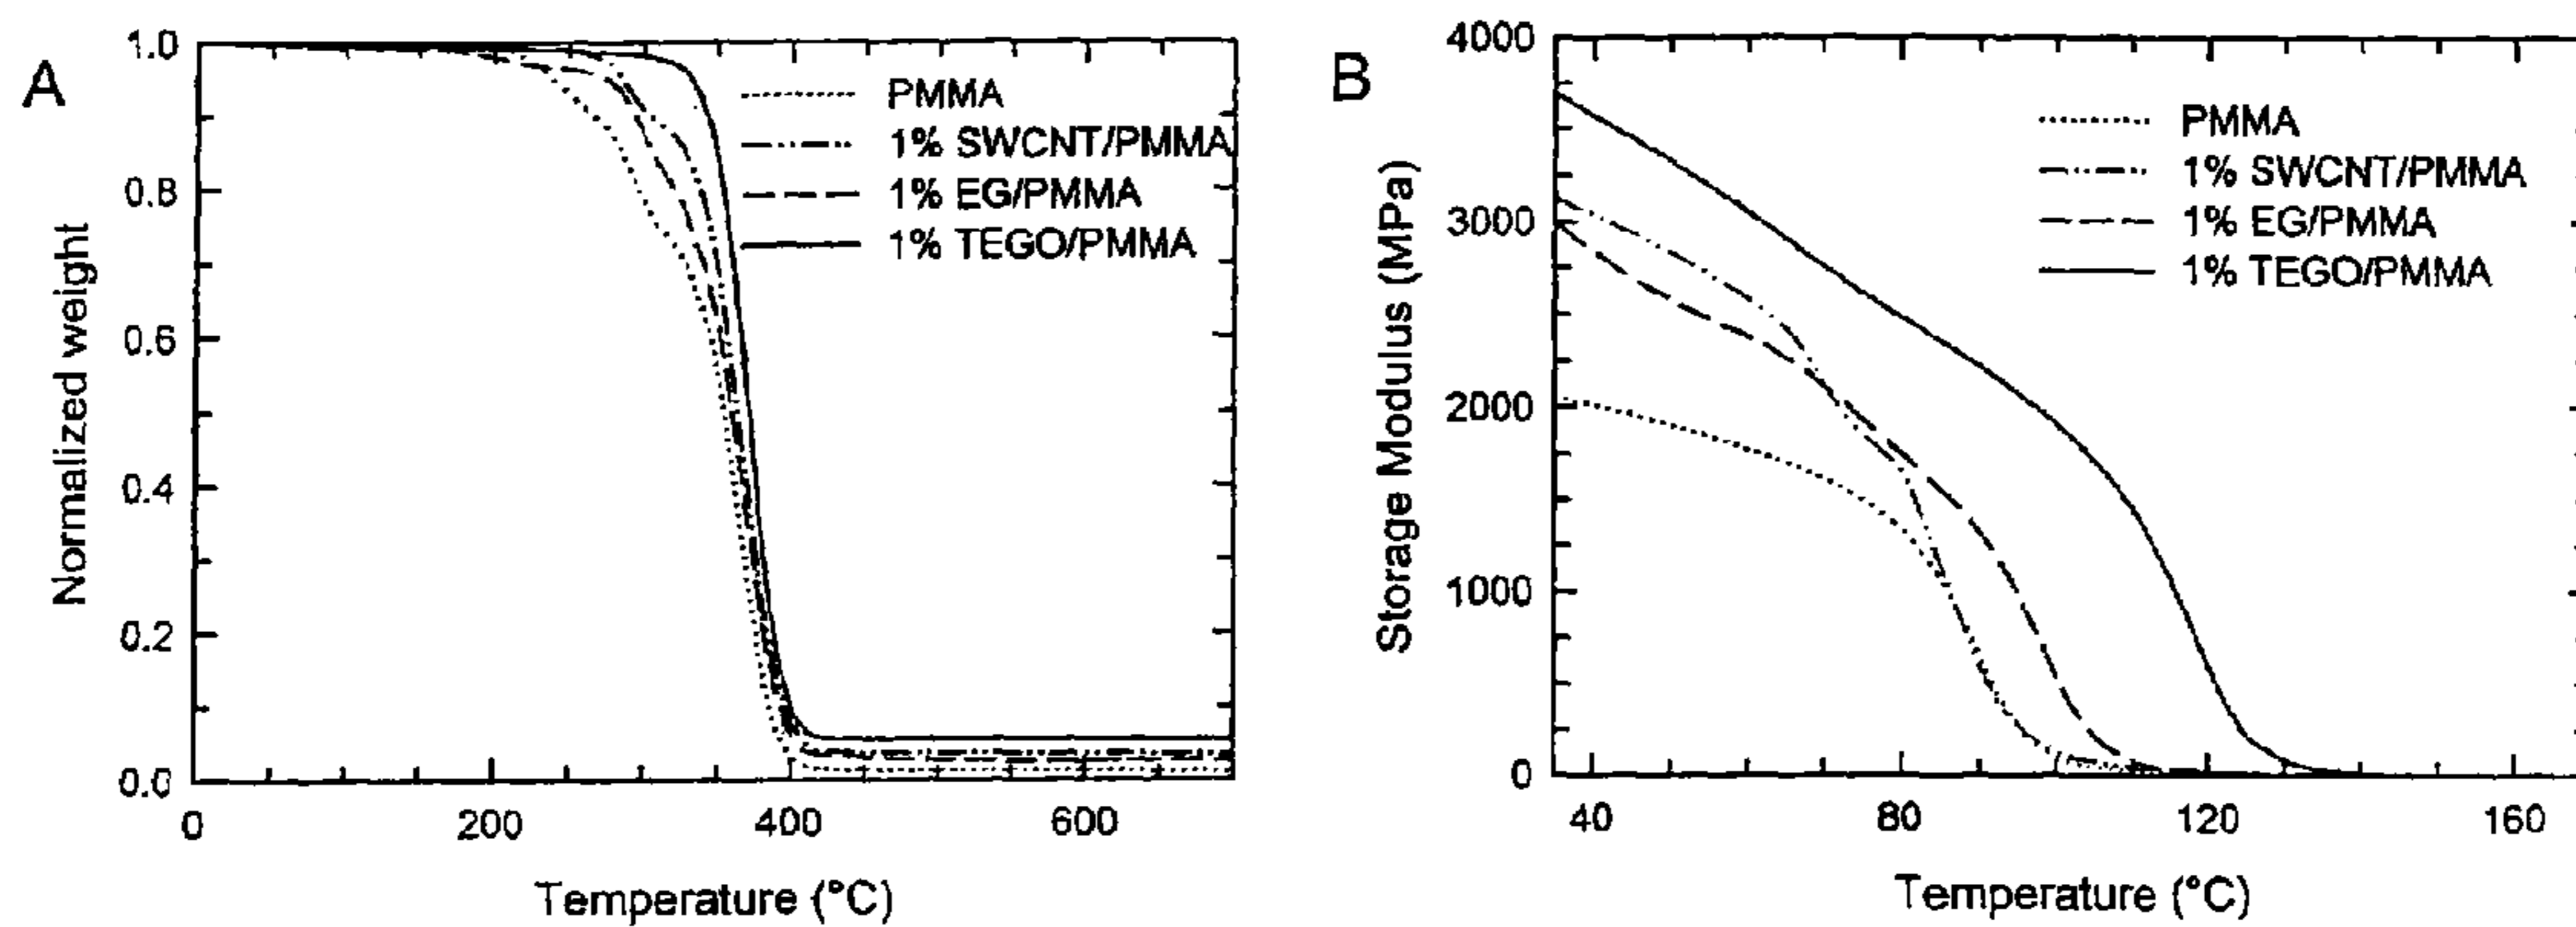 A
1.0
0.8
0.6
0.4
0.2
0.0
Normalized weight
0
200
400
600
Temperature (°C)
PMMA
1% SWCNT/PMMA
1% EG/PMMA
1% TEGO/PMMA
B
4000
3000
2000
1000
0
Storage Modulus (MPa)
40
80
120
160
Temperature (°C)
PMMA
1% SWCNT/PMMA
1% EG/PMMA
1% TEGO/PMMA